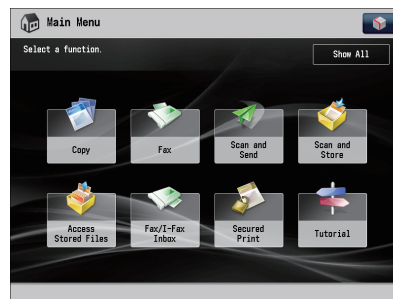 Main Menu
Select a function.
Show All
Copy
Fax
Scan and
Send
Scan and
Store
Access
Stored Files
Fax/I-Fax
Inbox
Secured
Print
Tutorial